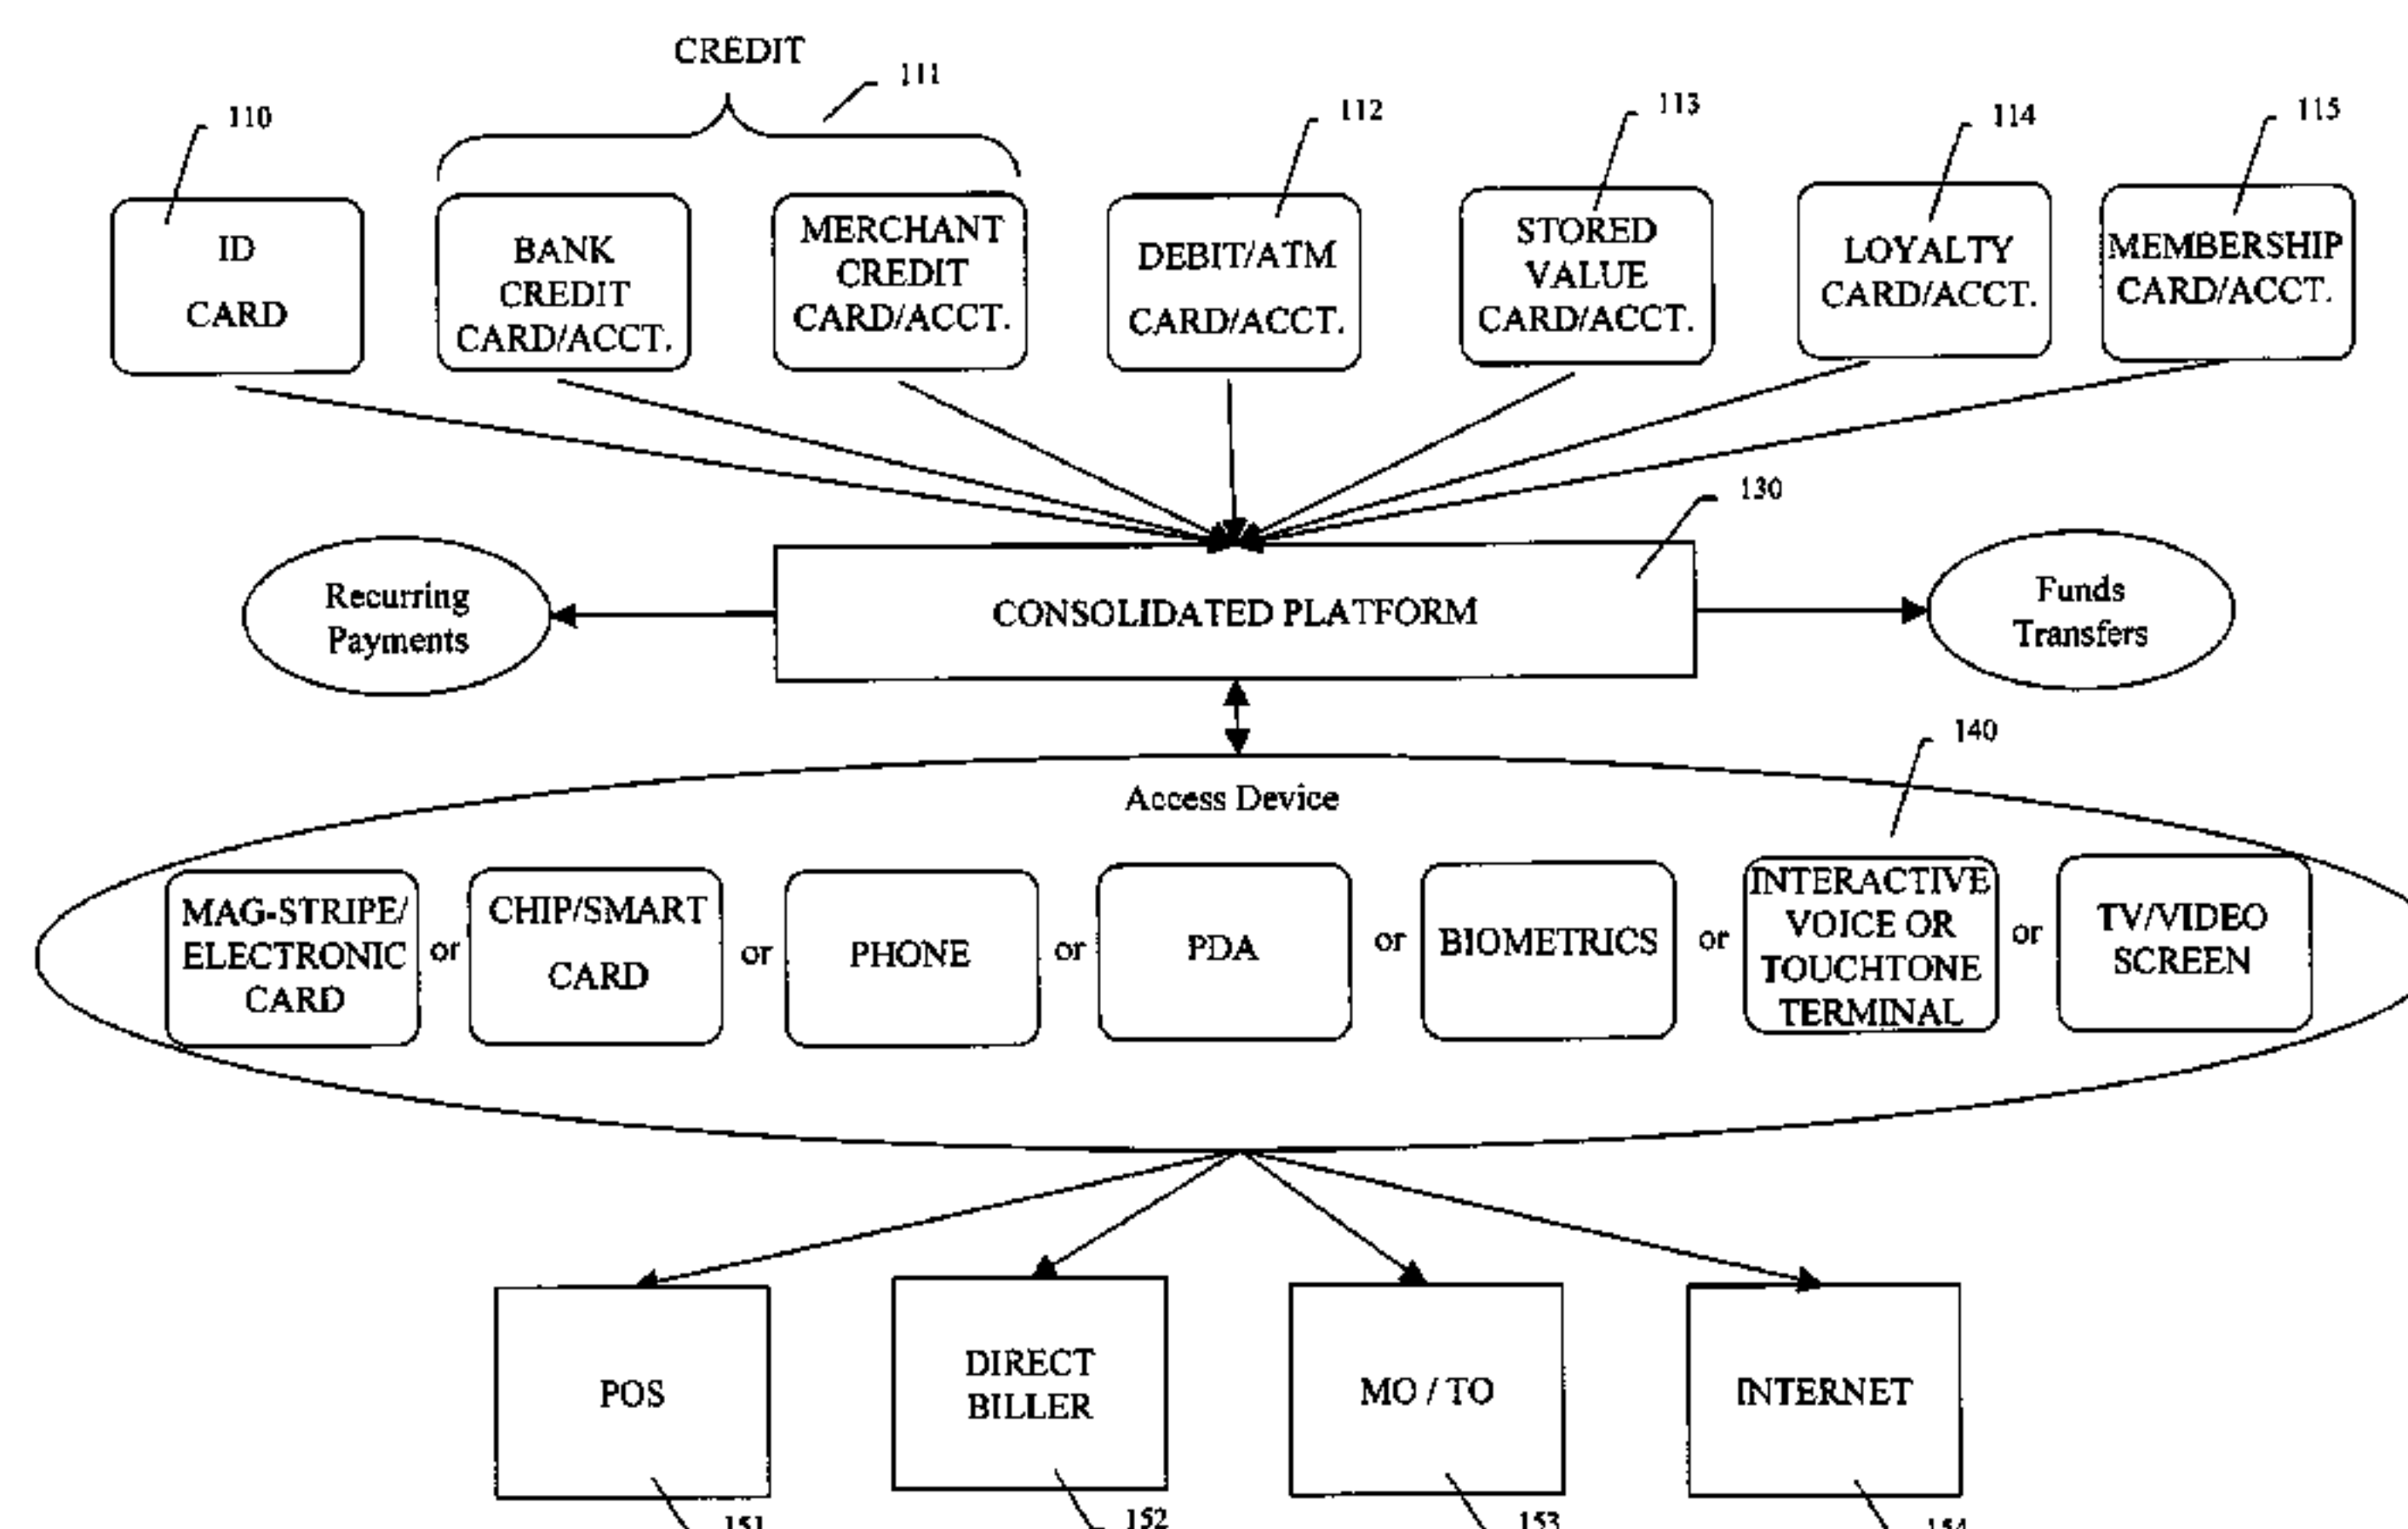 CREDIT
111
110
112
113
114
115
ID
CARD
BANK
CREDIT
CARD/ACCT.
MERCHANT
CREDIT
CARD/ACCT.
DEBIT/ATM
CARD/ACCT.
STORED
VALUE
CARD/ACCT.
LOYALTY
CARD/ACCT.
MEMBERSHIP
CARD/ACCT.
130
Recurring
Payments
CONSOLIDATED PLATFORM
Funds
Transfers
140
Access Device
MAG-STRIPE/
ELECTRONIC
CARD
or
CHIP/SMART
CARD
or
PHONE
or
PDA
or
BIOMETRICS
or
INTERACTIVE
VOICE OR
TOUCHTONE
TERMINAL
or
TV/VIDEO
SCREEN
POS
DIRECT
BILLER
MO / TO
INTERNET
151
152
153
154